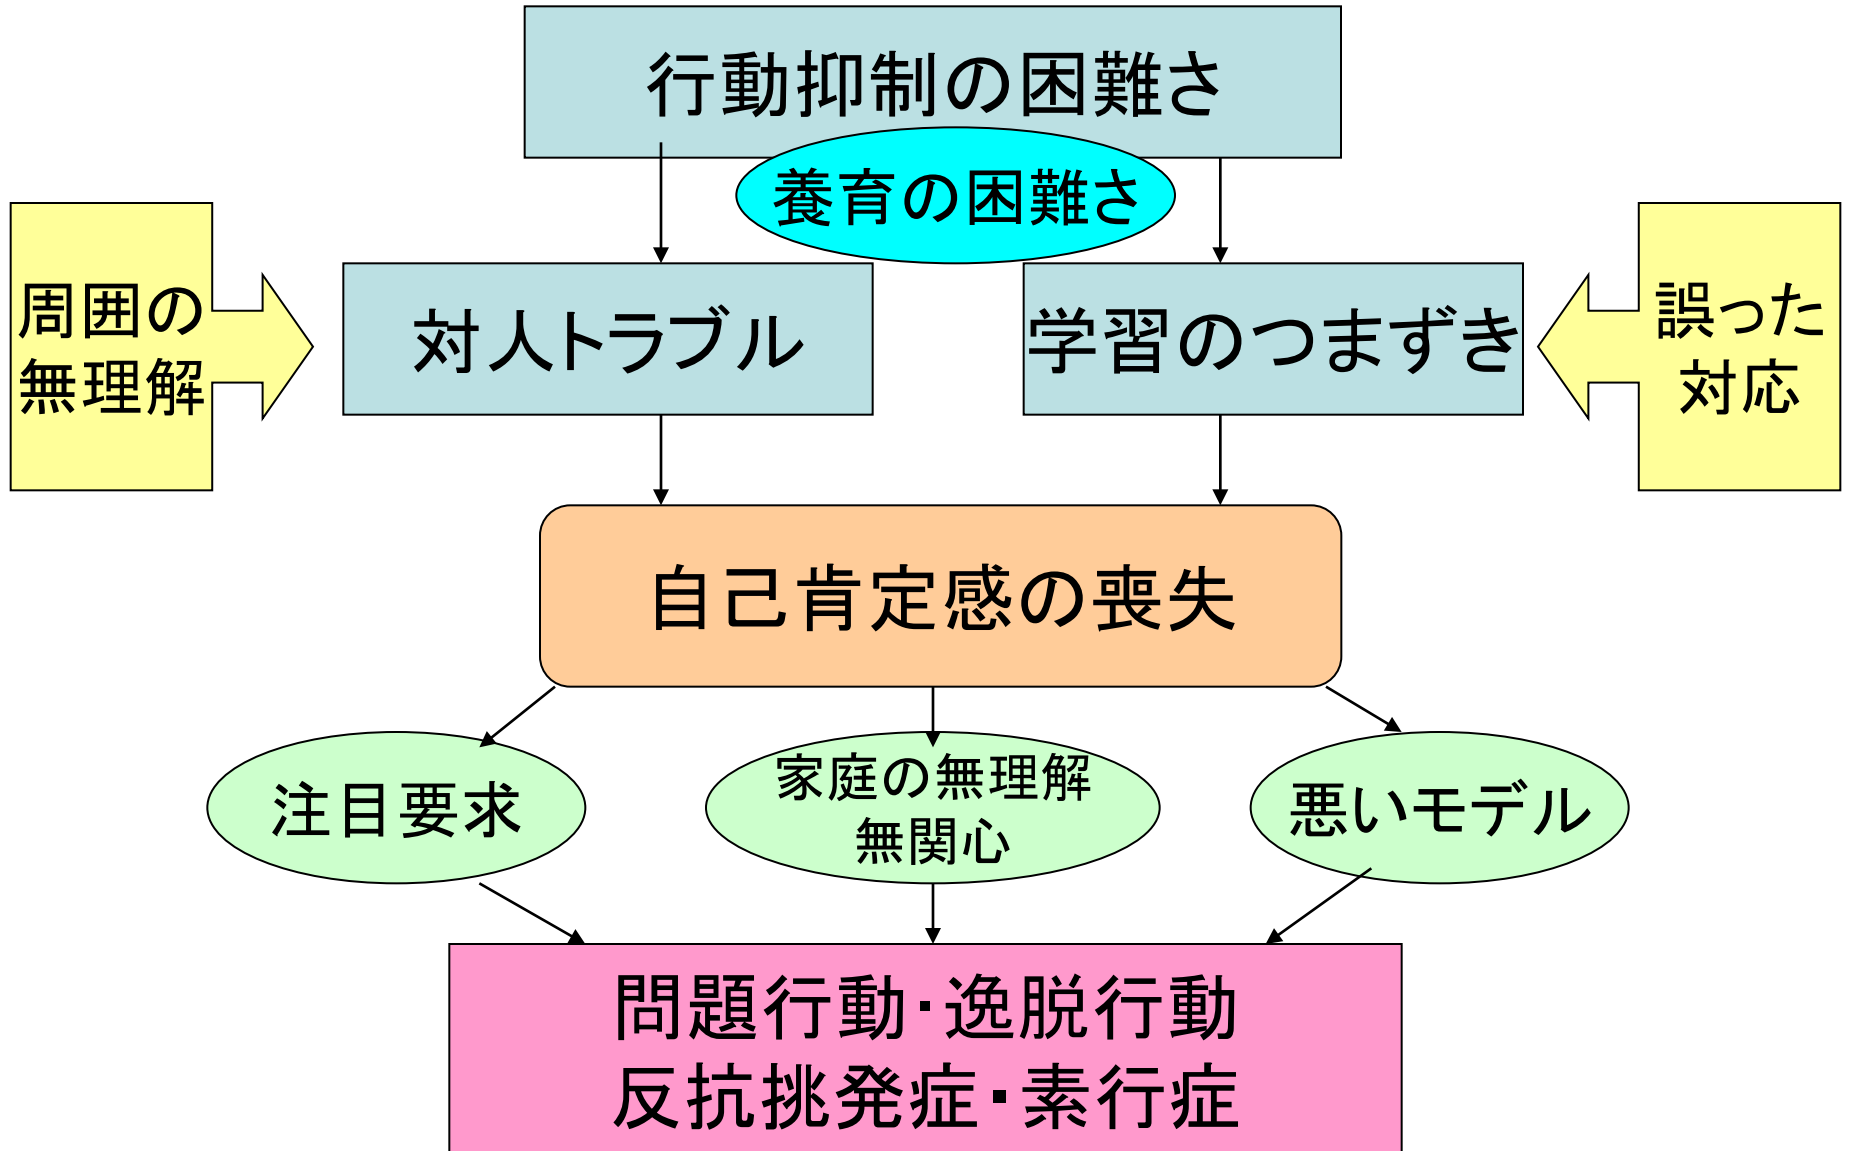 行動抑制の困難さ
養育の困難さ
周囲の
無理解
対人トラブル
学習のつまずき
誤った
対応
自己肯定感の喪失
注目要求
家庭の無理解
無関心
悪いモデル
問題行動・逸脱行動
反抗挑発症・素行症